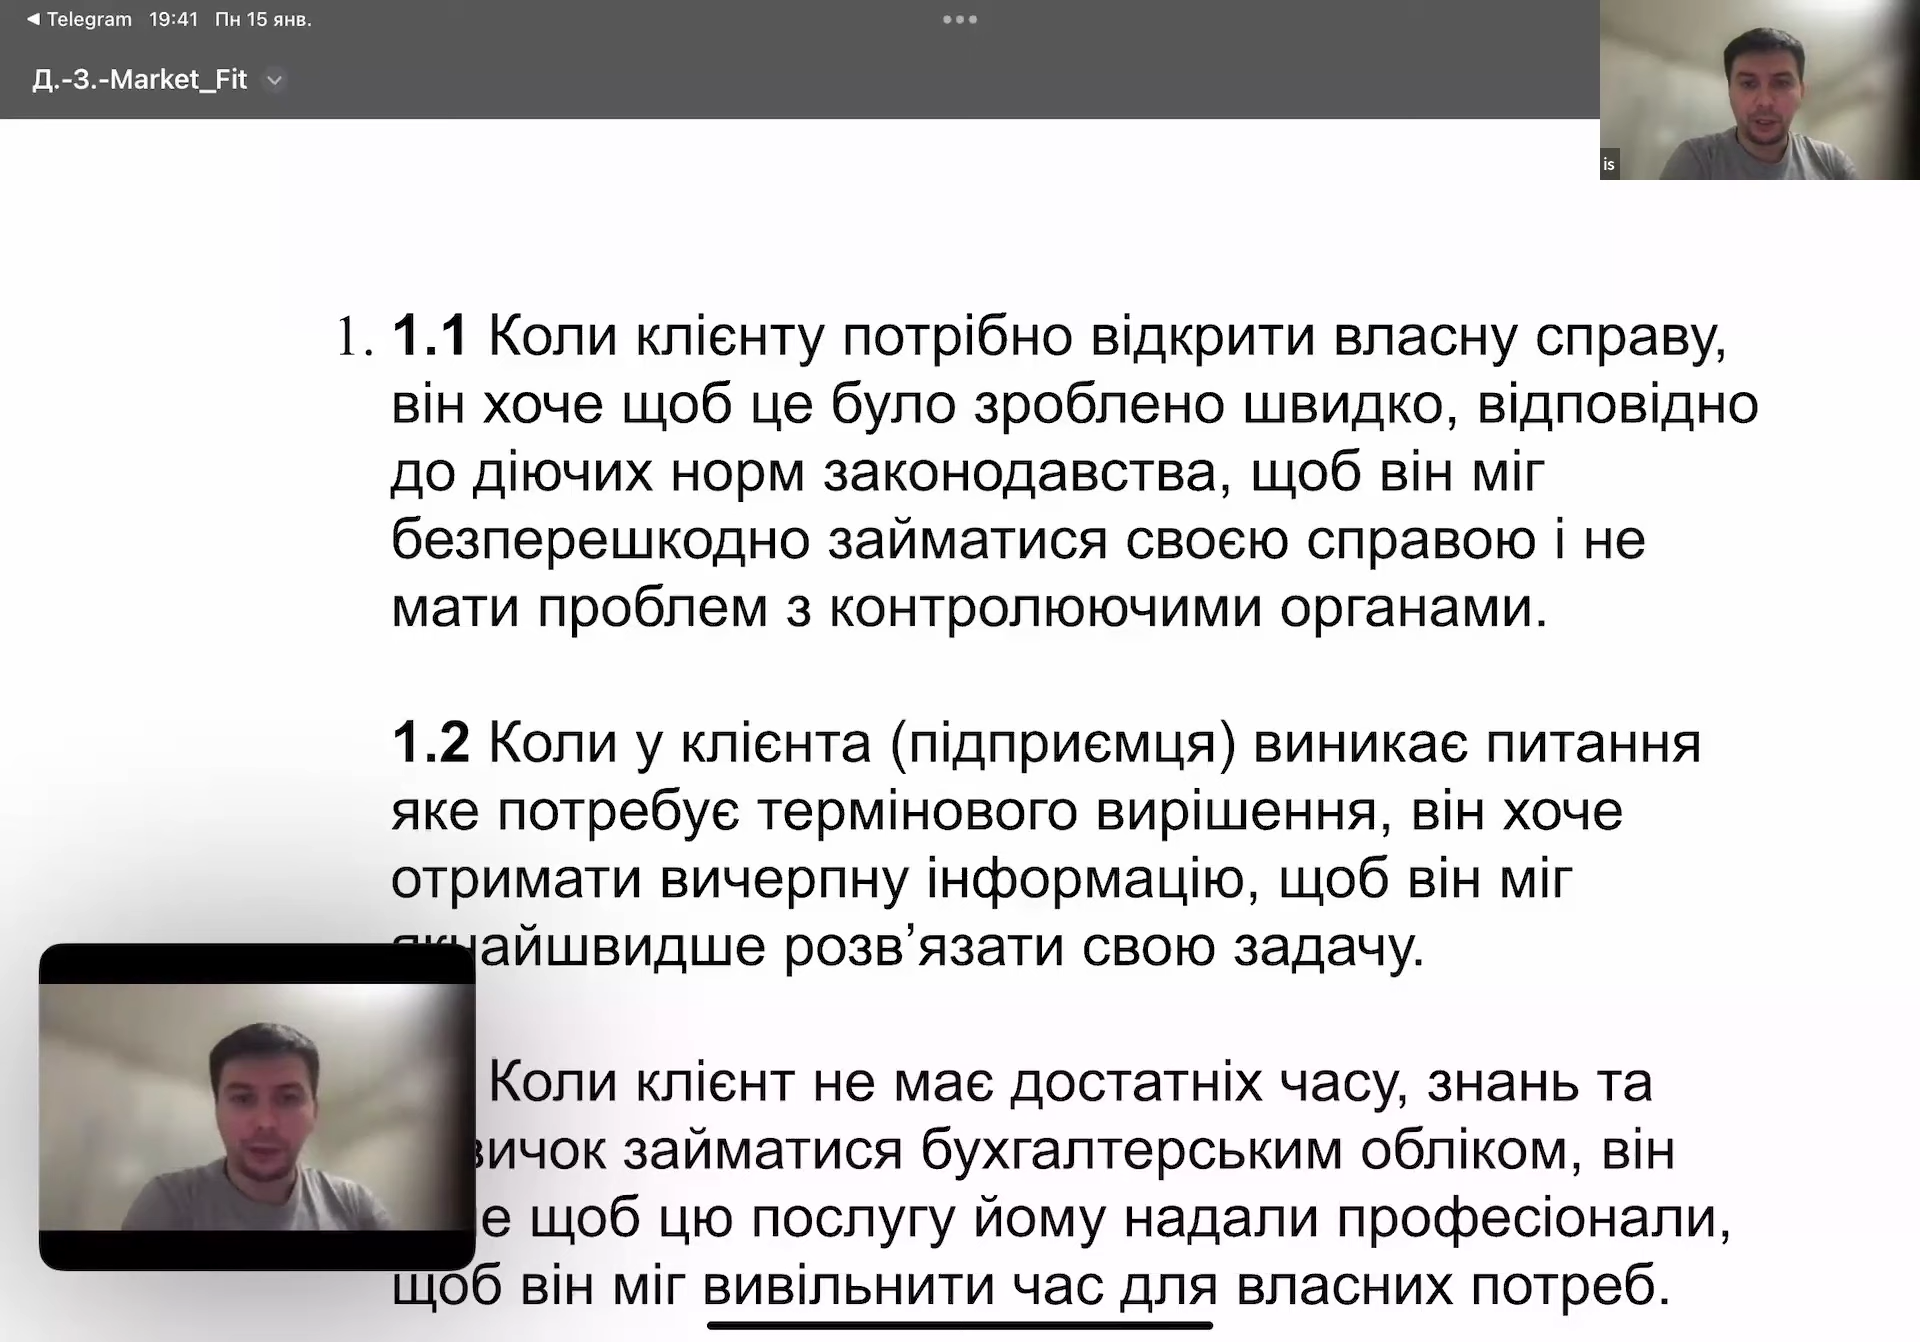 Telegram 19:41 Пн 15 янв.
Д.-З.-Market_Fit
is
1. 1.1 Коли клієнту потрібно відкрити власну справу,
він хоче щоб це було зроблено швидко, відповідно
до діючих норм законодавства, щоб він міг
безперешкодно займатися своєю справою і не
мати проблем з контролюючими органами.
1.2 Коли у клієнта (підприємця) виникає питання
яке потребує термінового вирішення, він хоче
отримати вичерпну інформацію, щоб він міг
якнайшвидше розв’язати свою задачу.
Коли клієнт не має достатніх часу, знань та
займатися бухгалтерським обліком, він
щоб цю послугу йому надали професіонали,
щоб він міг вивільнити час для власних потреб.